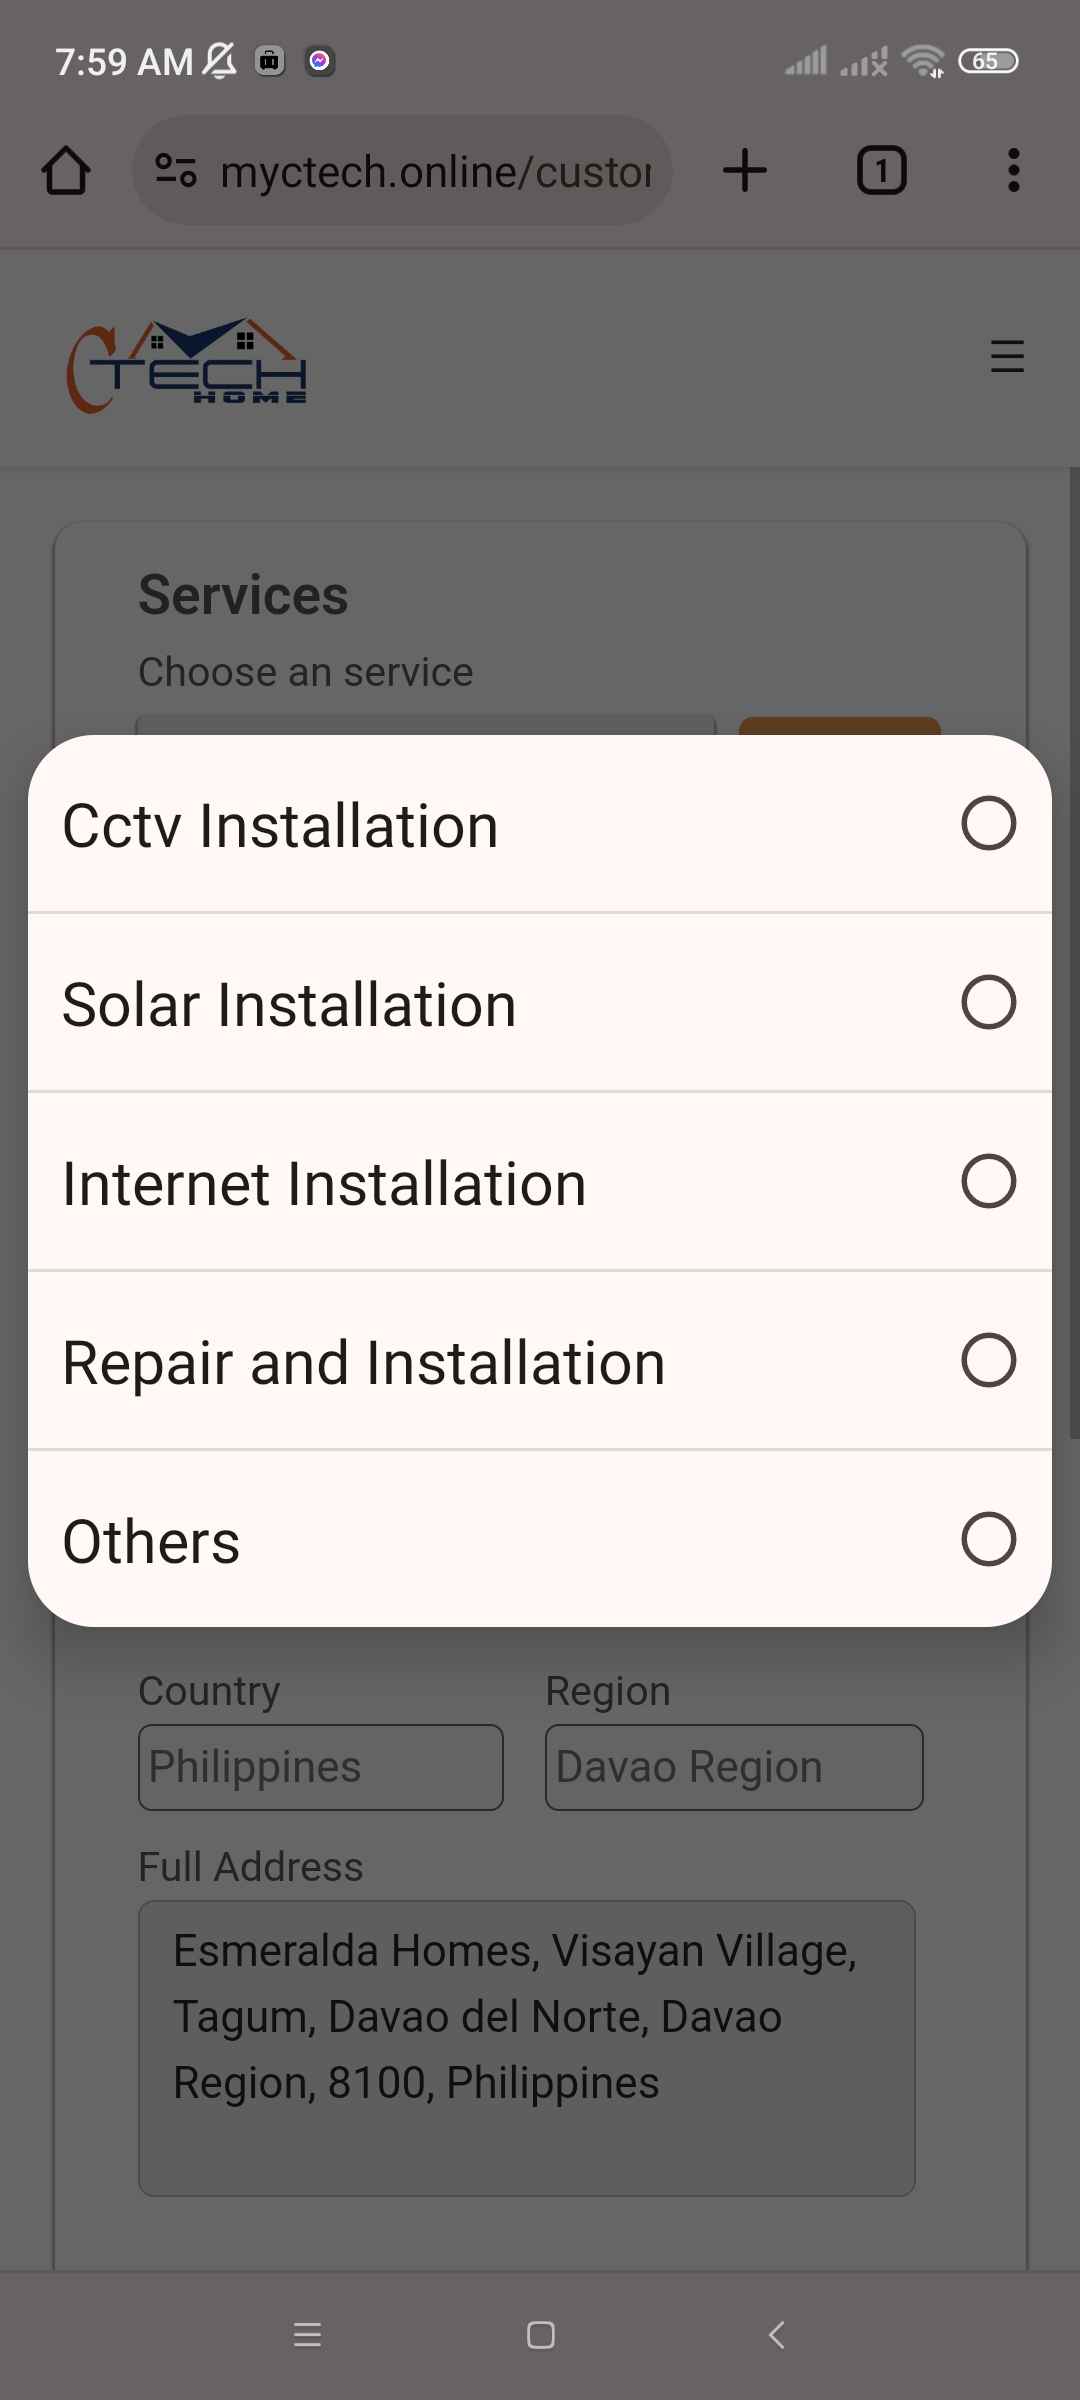 7:59 AM
65
myctech.online/custor
1
CTECH
HOME
Services
Choose an service
Cctv Installation
Solar Installation
Internet Installation
Repair and Installation
Others
Country
Region
Philippines
Davao Region
Full Address
Esmeralda Homes, Visayan Village,
Tagum, Davao del Norte, Davao
Region, 8100, Philippines